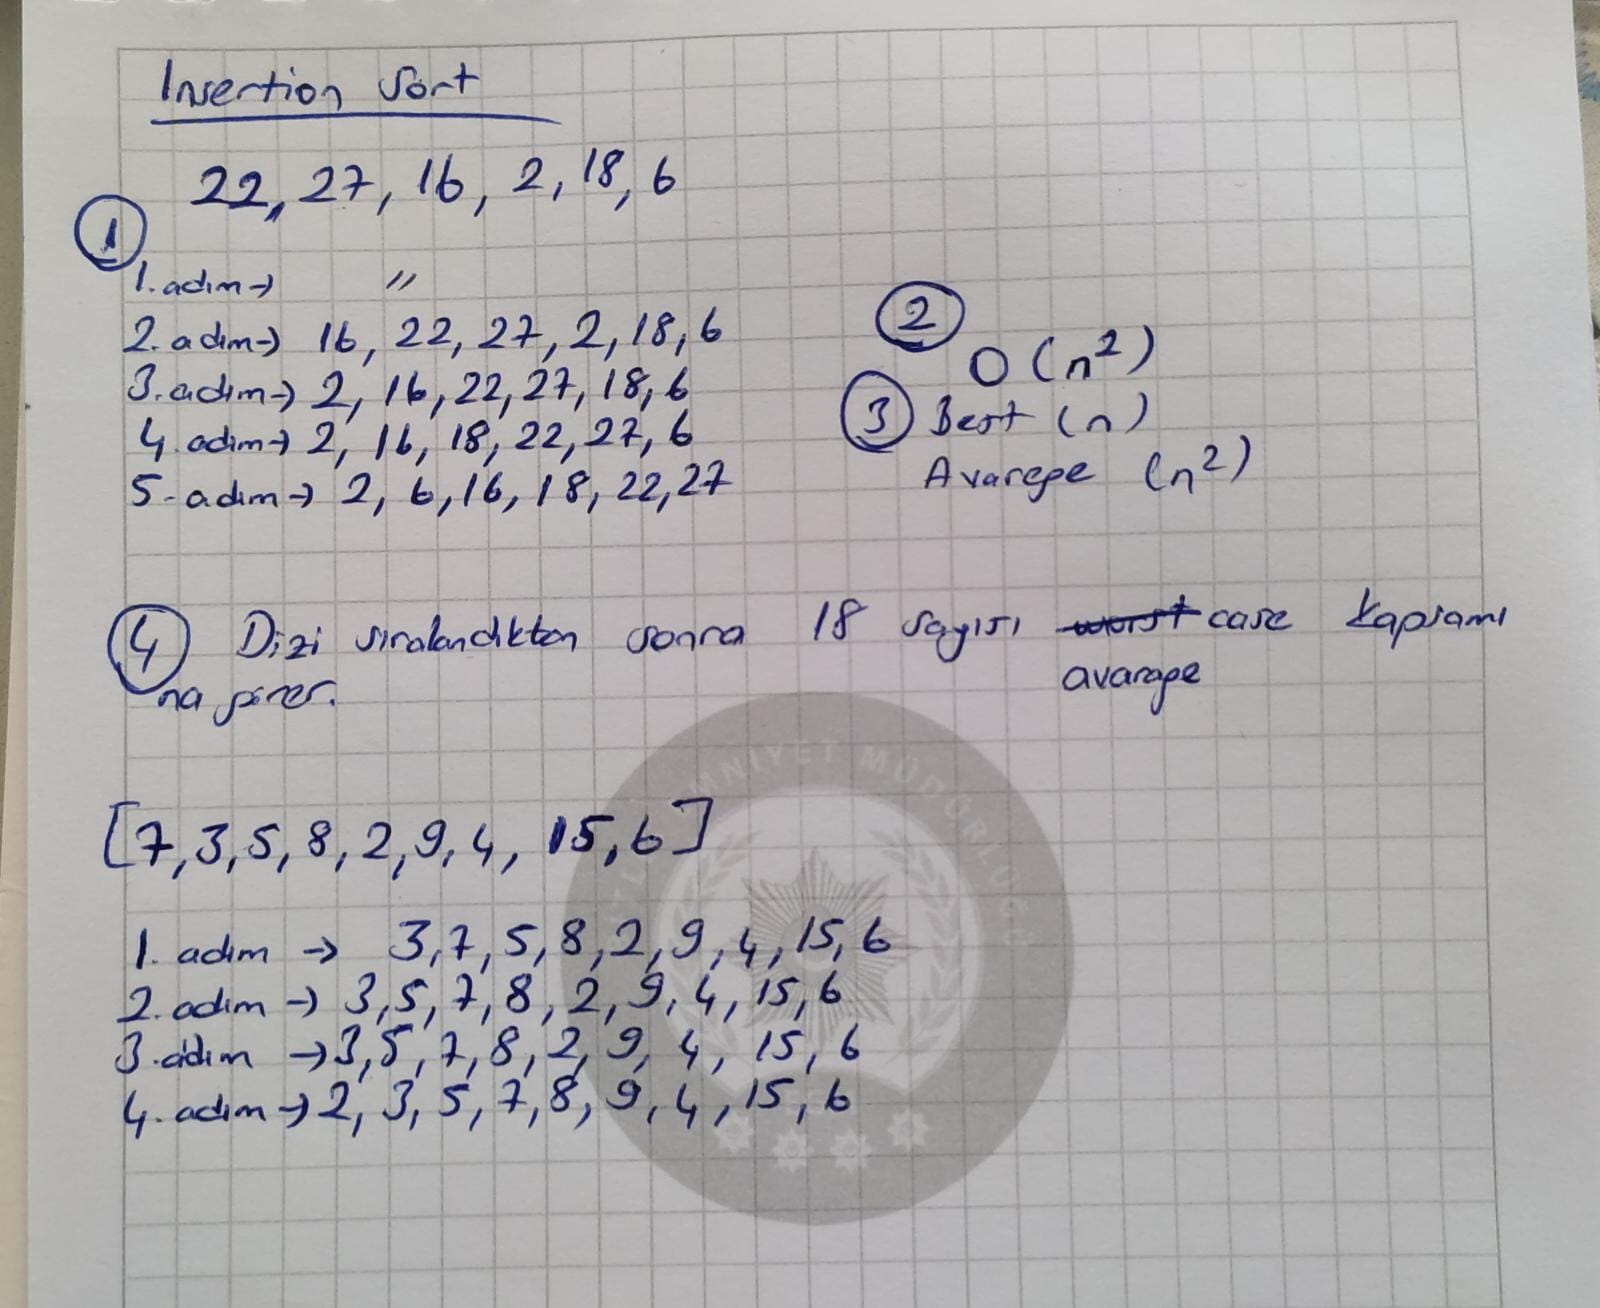 Insertion Sort
22, 27, 16, 2, 18, 6
1
1. adım → "
2. adım → 16, 22, 27, 2, 18, 6
3. adım → 2, 16, 22, 27, 18, 6
4. adım → 2, 16, 18, 22, 27, 6
5. adım → 2, 6, 16, 18, 22, 27
2
O (n²)
3 Best (n)
Avarege (n²)
4 Dizi sıralandıktan sonra 18 sayısı worst case kapsamı
avarage
na girer.
[7, 3, 5, 8, 2, 9, 4, 15, 6]
1. adım → 3, 7, 5, 8, 2, 9, 4, 15, 6
2. adım → 3, 5, 7, 8, 2, 9, 4, 15, 6
3. adım → 3, 5, 7, 8, 2, 9, 4, 15, 6
4. adım → 2, 3, 5, 7, 8, 9, 4, 15, 6
MNİYET MÜDÜRLÜĞÜ